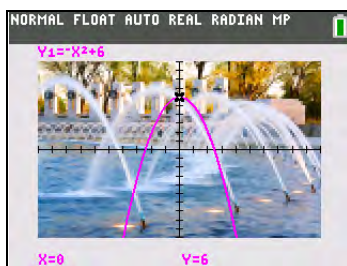 NORMAL FLOAT AUTO REAL RADIAN MP
Y₁=⁻X²+6
X=0 Y=6